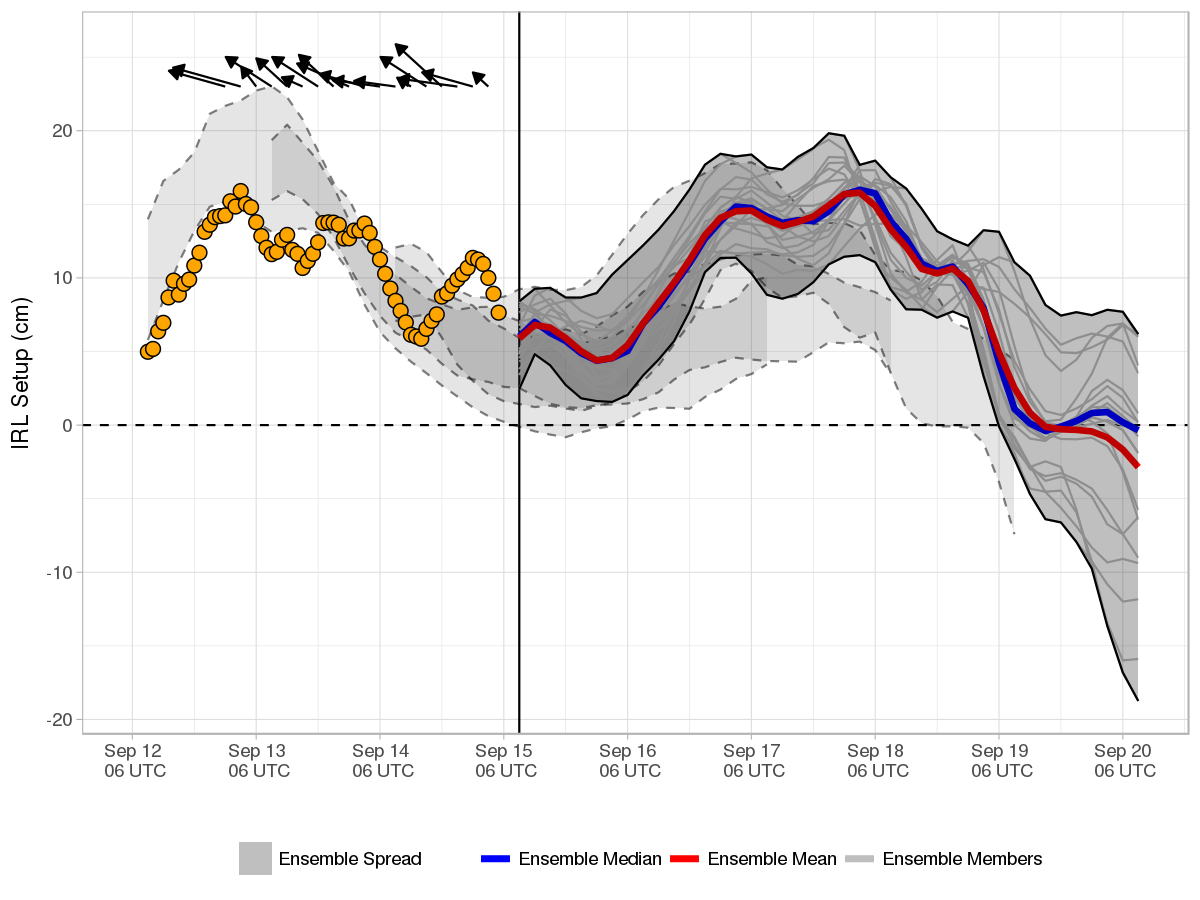 IRL Setup (cm)
20
10
0
-10
-20
Sep 12 Sep 13 Sep 14 Sep 15 Sep 16 Sep 17 Sep 18 Sep 19 Sep 20
06 UTC 06 UTC 06 UTC 06 UTC 06 UTC 06 UTC 06 UTC 06 UTC 06 UTC
Ensemble Spread Ensemble Median Ensemble Mean Ensemble Members